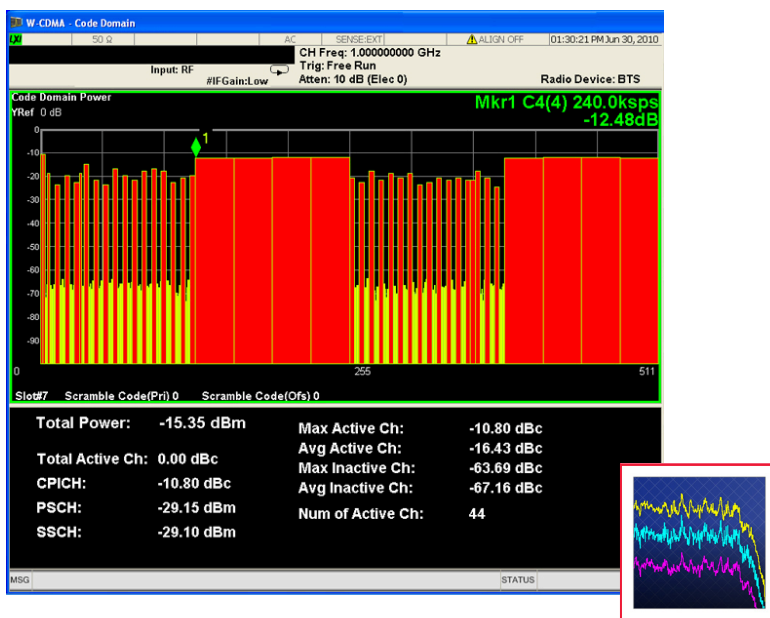 W-CDMA - Code Domain
LXI 50 Ω AC SENSE:EXT ALIGN OFF 01:30:21 PM Jun 30, 2010
CH Freq: 1.000000000 GHz
Input: RF Trig: Free Run
#IFGain:Low Atten: 10 dB (Elec 0) Radio Device: BTS
Code Domain Power Mkr1 C4(4) 240.0ksps
YRef 0 dB -12.48dB
0
1
-10
-20
-30
-40
-50
-60
-70
-80
-90
0 255 511
Slot#7 Scramble Code(Pri) 0 Scramble Code(Ofs) 0
Total Power: -15.35 dBm
Total Active Ch: 0.00 dBc
CPICH: -10.80 dBc
PSCH: -29.15 dBm
SSCH: -29.10 dBm
Max Active Ch: -10.80 dBc
Avg Active Ch: -16.43 dBc
Max Inactive Ch: -63.69 dBc
Avg Inactive Ch: -67.16 dBc
Num of Active Ch: 44
MSG STATUS